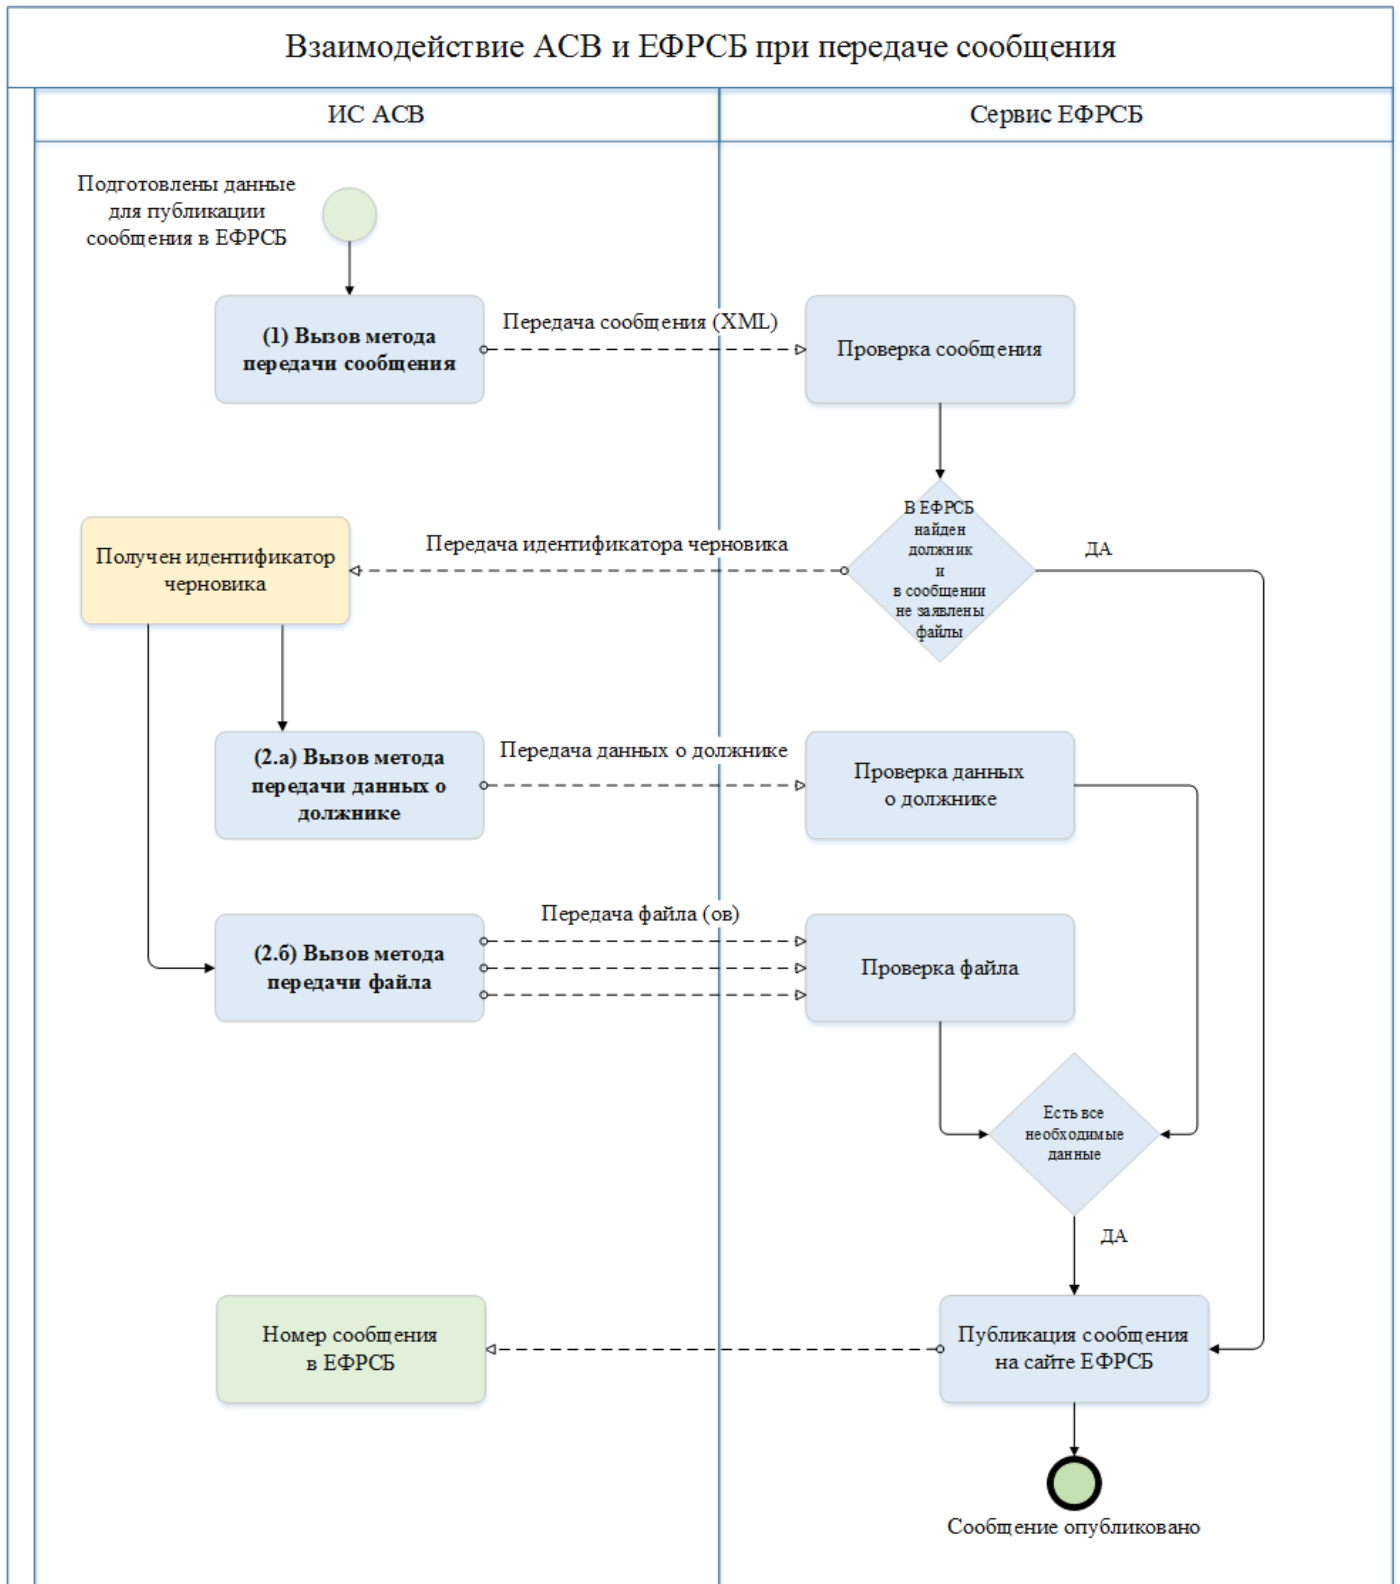 Взаимодействие АСВ и ЕФРСБ при передаче сообщения
ИС АСВ
Сервис ЕФРСБ
Подготовлены данные
для публикации
сообщения в ЕФРСБ
(1) Вызов метода
передачи сообщения
Передача сообщения (XML)
Проверка сообщения
В ЕФРСБ
найден
должник
и
в сообщении
не заявлены
файлы
ДА
Передача идентификатора черновика
Получен идентификатор
черновика
(2.а) Вызов метода
передачи данных о
должнике
Передача данных о должнике
Проверка данных
о должнике
(2.б) Вызов метода
передачи файла
Передача файла (ов)
Проверка файла
Есть все
необходимые
данные
ДА
Номер сообщения
в ЕФРСБ
Публикация сообщения
на сайте ЕФРСБ
Сообщение опубликовано